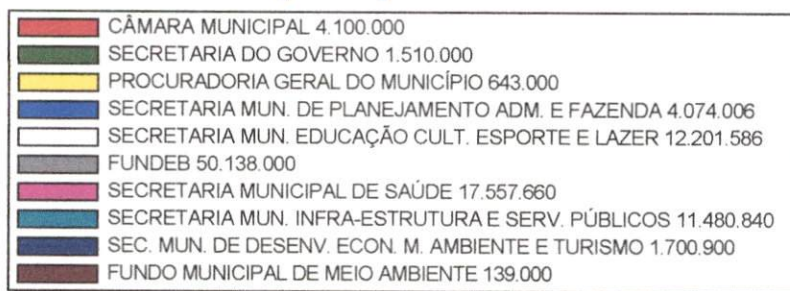 CÂMARA MUNICIPAL 4.100.000
SECRETARIA DO GOVERNO 1.510.000
PROCURADORIA GERAL DO MUNICÍPIO 643.000
SECRETARIA MUN. DE PLANEJAMENTO ADM. E FAZENDA 4.074.006
SECRETARIA MUN. EDUCAÇÃO CULT. ESPORTE E LAZER 12.201.586
FUNDEB 50.138.000
SECRETARIA MUNICIPAL DE SAÚDE 17.557.660
SECRETARIA MUN. INFRA-ESTRUTURA E SERV. PÚBLICOS 11.480.840
SEC. MUN. DE DESENV. ECON. M. AMBIENTE E TURISMO 1.700.900
FUNDO MUNICIPAL DE MEIO AMBIENTE 139.000